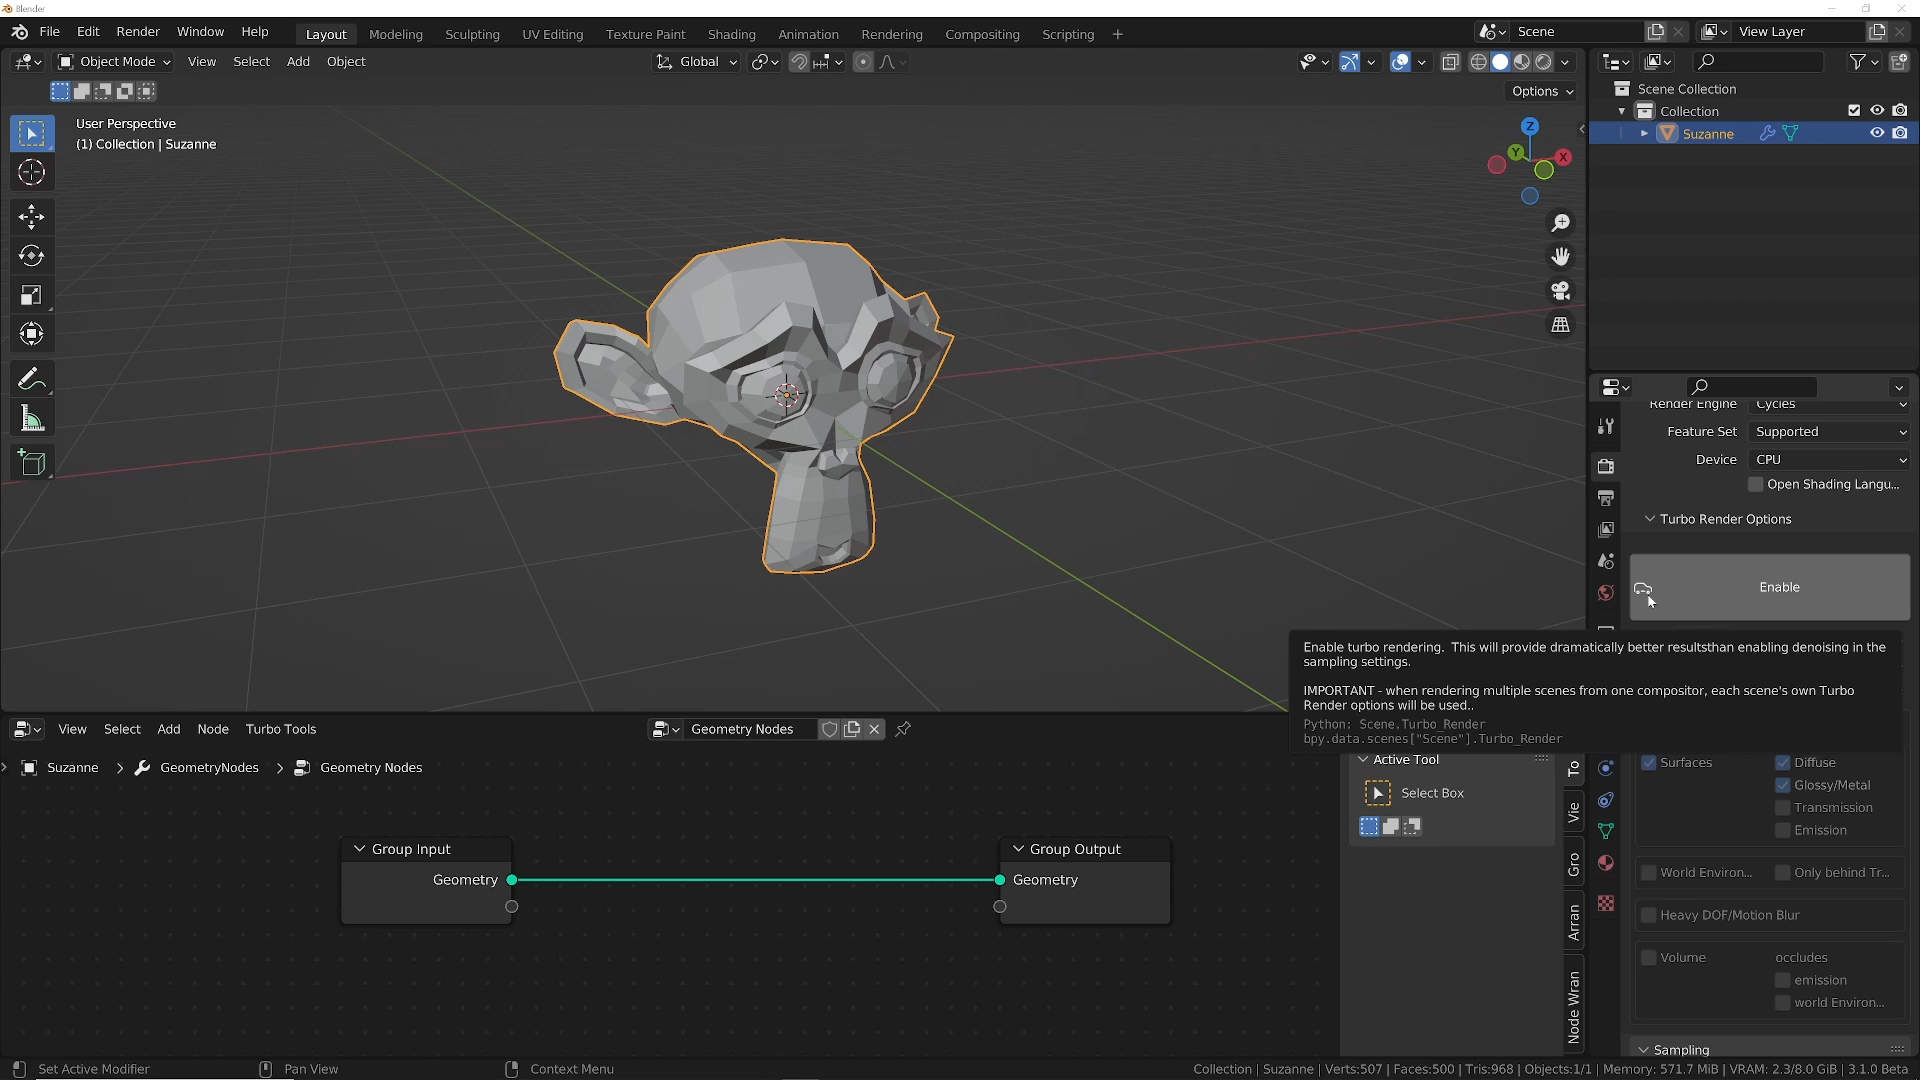 Blender
File Edit Render Window Help Layout Modeling Sculpting UV Editing Texture Paint Shading Animation Rendering Compositing Scripting + Scene View Layer
Object Mode View Select Add Object Global
Options
User Perspective
(1) Collection | Suzanne
Z
Y
X
Scene Collection
Collection
Suzanne
Render Engine Cycles
Feature Set Supported
Device CPU
Open Shading Langu...
Turbo Render Options
Enable
Enable turbo rendering. This will provide dramatically better resultsthan enabling denoising in the
sampling settings.
IMPORTANT - when rendering multiple scenes from one compositor, each scene's own Turbo
Render options will be used..
Python: Scene.Turbo_Render
bpy.data.scenes["Scene"].Turbo_Render
View Select Add Node Turbo Tools Geometry Nodes
Suzanne > GeometryNodes > Geometry Nodes
Group Input
Geometry
Group Output
Geometry
Active Tool
Select Box
To
Vie
Gro
Arran
Node Wran
Surfaces Diffuse
Glossy/Metal
Transmission
Emission
World Environ... Only behind Tr...
Heavy DOF/Motion Blur
Volume occludes
emission
world Environ...
Sampling
Set Active Modifier Pan View Context Menu Collection | Suzanne | Verts:507 | Faces:500 | Tris:968 | Objects:1/1 | Memory: 571.7 MiB | VRAM: 2.3/8.0 GiB | 3.1.0 Beta